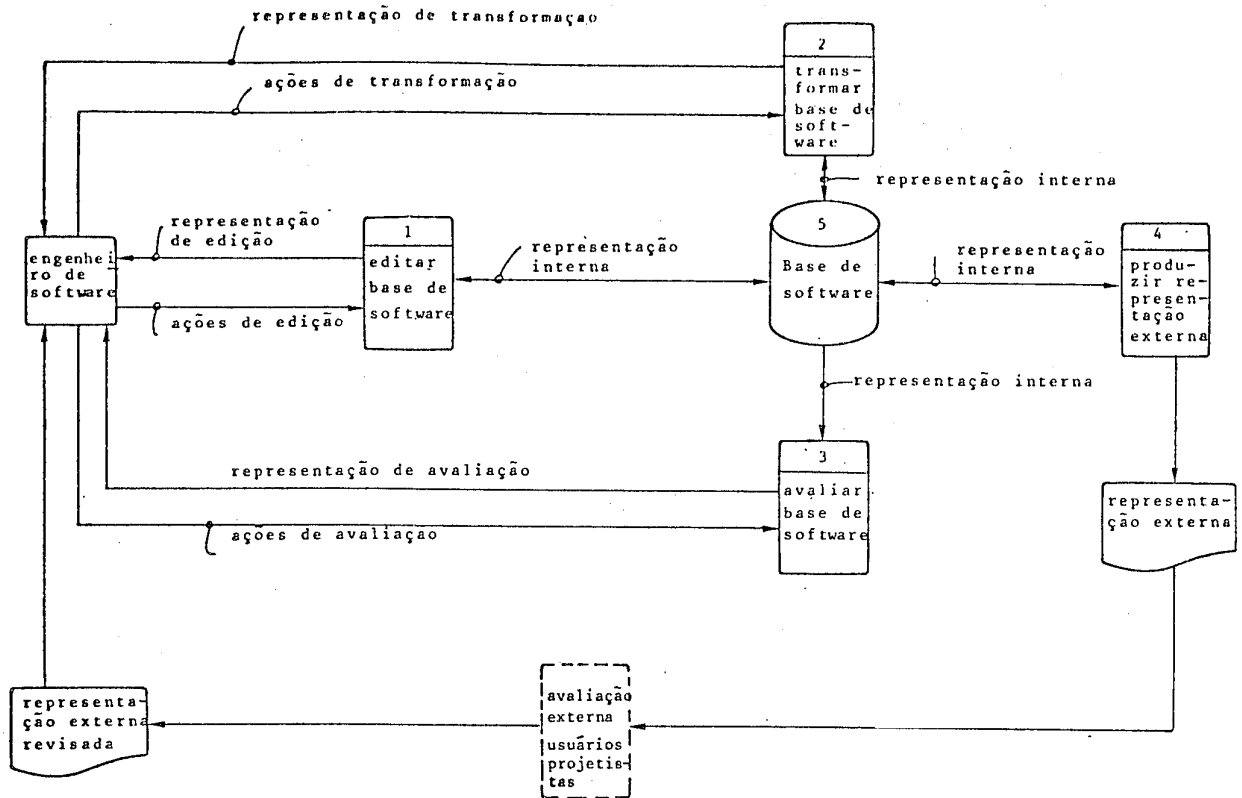 representação de transformação
2
trans-
formar
base de
soft-
ware
ações de transformação
representação interna
representação
de edição
1
editar
base de
software
representação
interna
5
Base de
software
representação
interna
4
produ-
zir re-
presen-
tação
externa
engenhei
ro de
software
ações de edição
representação interna
3
avaliar
base de
software
representação de avaliação
ações de avaliação
representa-
ção externa
representa-
ção externa
revisada
avaliação
externa
usuários
projetis-
tas